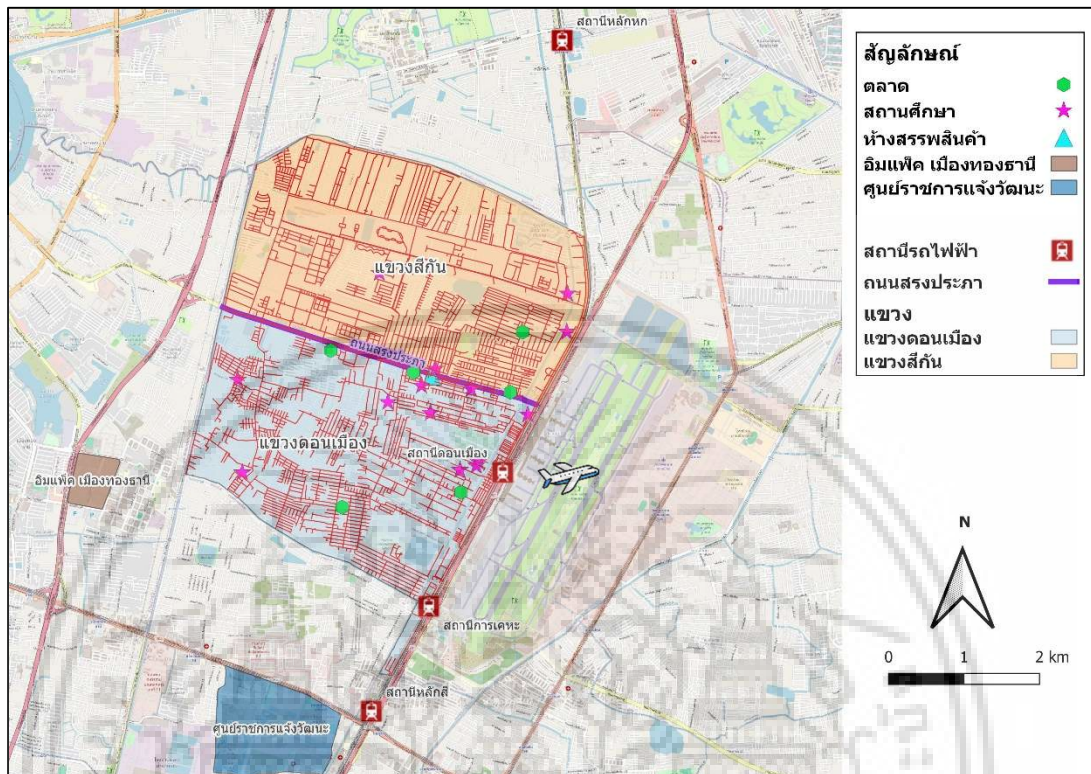 สถานีหลักหก
แขวงสีกัน
ถนนสรงประภา
แขวงดอนเมือง
สถานีดอนเมือง
อิมแพ็ค เมืองทองธานี
สถานีการเคหะ
สถานีหลักสี่
ศูนย์ราชการแจ้งวัฒนะ
สัญลักษณ์
ตลาด
สถานศึกษา
ห้างสรรพสินค้า
อิมแพ็ค เมืองทองธานี
ศูนย์ราชการแจ้งวัฒนะ
สถานีรถไฟฟ้า
ถนนสรงประภา
แขวง
แขวงดอนเมือง
แขวงสีกัน
N
0 1 2 km